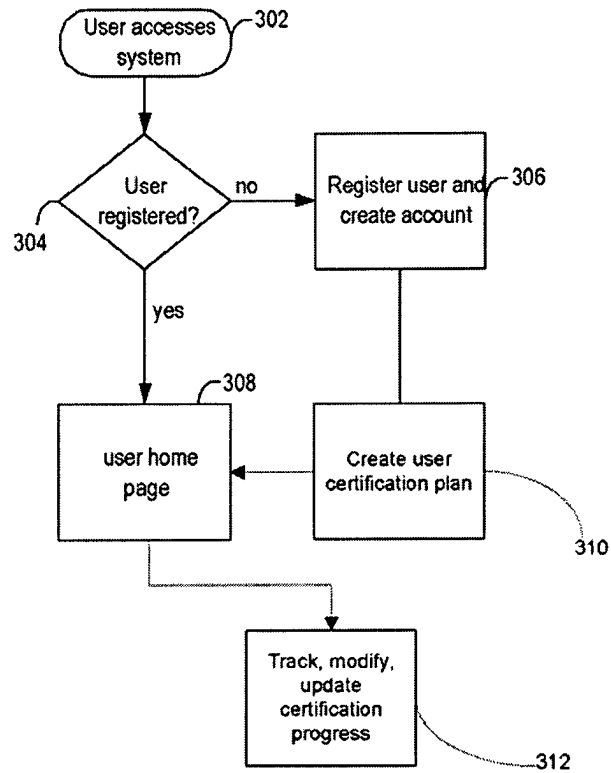 User accesses
system
302
User
registered?
304
no
Register user and
create account
306
yes
308
user home
page
Create user
certification plan
310
Track, modify,
update
certification
progress
312